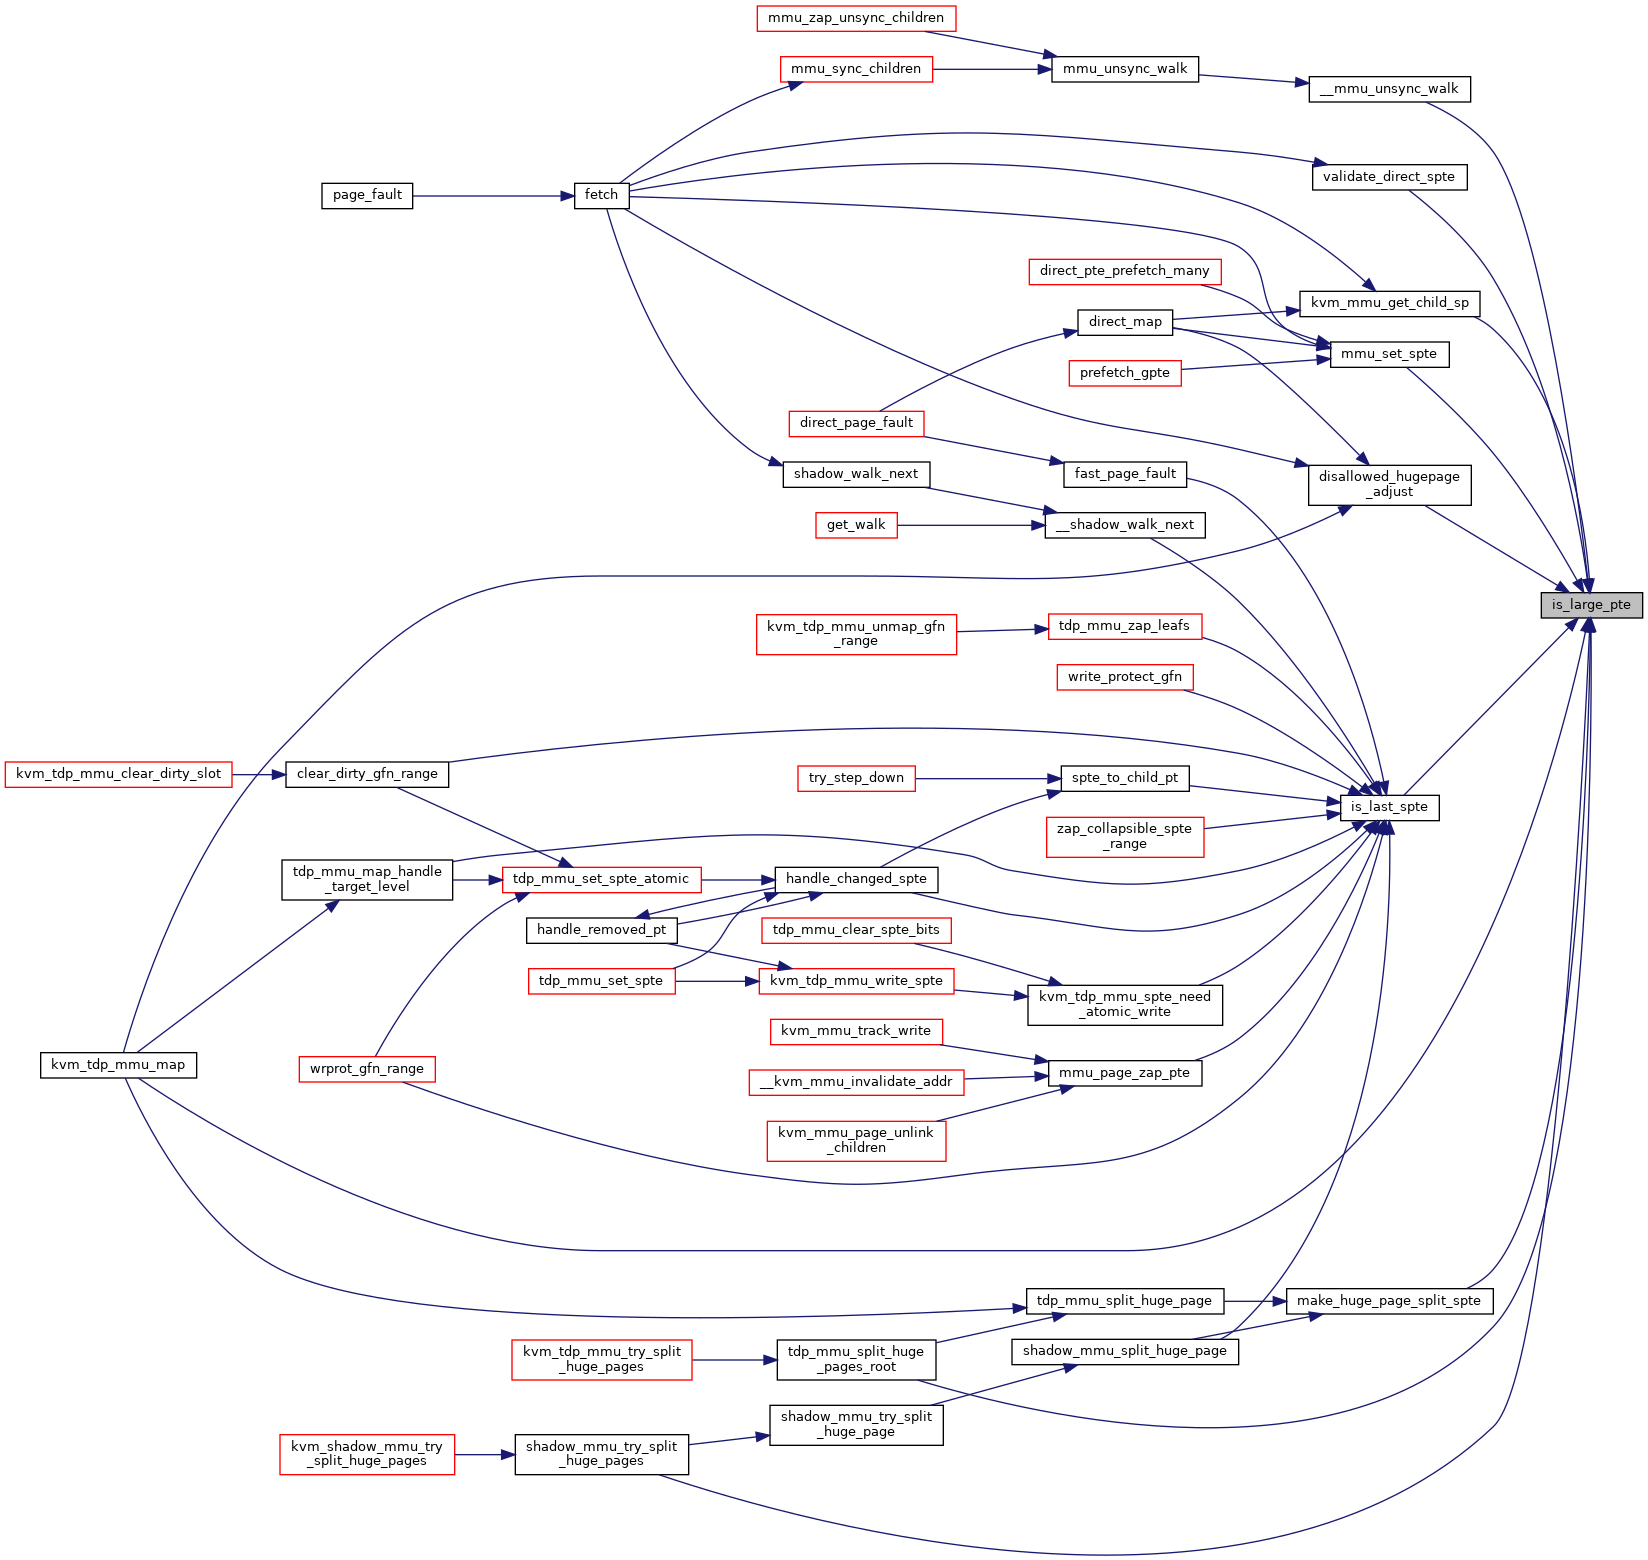 mmu_zap_unsync_children
mmu_sync_children
mmu_unsync_walk
__mmu_unsync_walk
validate_direct_spte
page_fault
fetch
direct_pte_prefetch_many
kvm_mmu_get_child_sp
direct_map
mmu_set_spte
prefetch_gpte
direct_page_fault
shadow_walk_next
fast_page_fault
disallowed_hugepage
_adjust
get_walk
__shadow_walk_next
is_large_pte
kvm_tdp_mmu_unmap_gfn
_range
tdp_mmu_zap_leafs
write_protect_gfn
kvm_tdp_mmu_clear_dirty_slot
clear_dirty_gfn_range
try_step_down
spte_to_child_pt
is_last_spte
zap_collapsible_spte
_range
tdp_mmu_map_handle
_target_level
tdp_mmu_set_spte_atomic
handle_changed_spte
handle_removed_pt
tdp_mmu_clear_spte_bits
tdp_mmu_set_spte
kvm_tdp_mmu_write_spte
kvm_tdp_mmu_spte_need
_atomic_write
kvm_mmu_track_write
kvm_tdp_mmu_map
wrprot_gfn_range
__kvm_mmu_invalidate_addr
mmu_page_zap_pte
kvm_mmu_page_unlink
_children
tdp_mmu_split_huge_page
make_huge_page_split_spte
kvm_tdp_mmu_try_split
_huge_pages
tdp_mmu_split_huge
_pages_root
shadow_mmu_split_huge_page
shadow_mmu_try_split
_huge_page
kvm_shadow_mmu_try
_split_huge_pages
shadow_mmu_try_split
_huge_pages